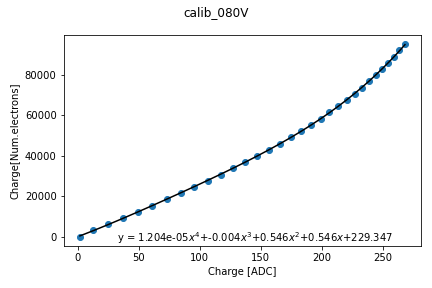 calib_080V
Charge[Num.electrons]
80000
60000
40000
20000
0
y = 1.204e-05x⁴+-0.004x³+0.546x²+0.546x+229.347
0 50 100 150 200 250
Charge [ADC]